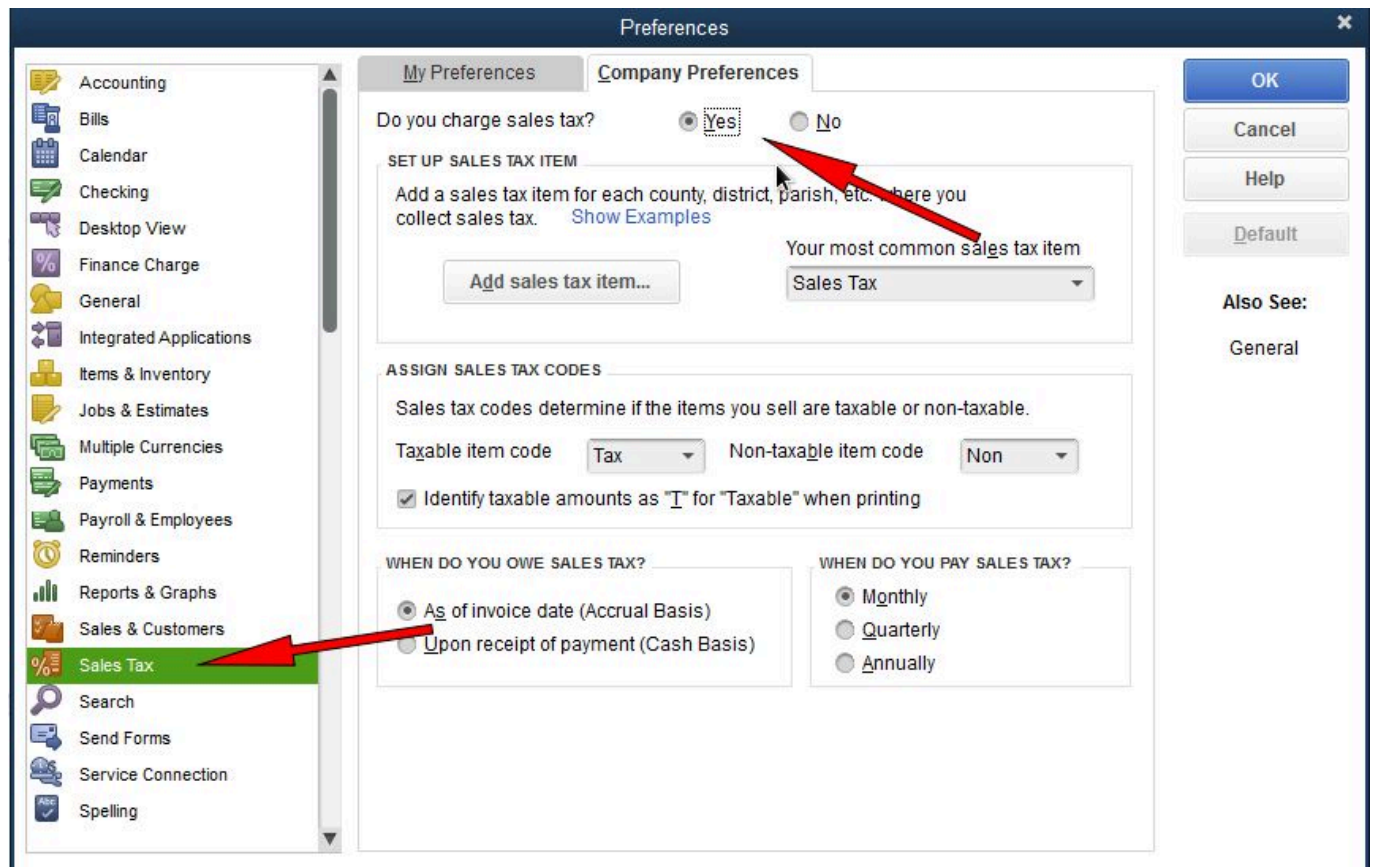 Preferences
Accounting
Bills
Calendar
Checking
Desktop View
Finance Charge
General
Integrated Applications
Items & Inventory
Jobs & Estimates
Multiple Currencies
Payments
Payroll & Employees
Reminders
Reports & Graphs
Sales & Customers
Sales Tax
Search
Send Forms
Service Connection
Spelling
My Preferences
Company Preferences
Do you charge sales tax? Yes No
SET UP SALES TAX ITEM
Add a sales tax item for each county, district, parish, etc. where you
collect sales tax. Show Examples
Your most common sales tax item
Add sales tax item...
Sales Tax
ASSIGN SALES TAX CODES
Sales tax codes determine if the items you sell are taxable or non-taxable.
Taxable item code Tax Non-taxable item code Non
Identify taxable amounts as "T" for "Taxable" when printing
WHEN DO YOU OWE SALES TAX?
As of invoice date (Accrual Basis)
Upon receipt of payment (Cash Basis)
WHEN DO YOU PAY SALES TAX?
Monthly
Quarterly
Annually
OK
Cancel
Help
Default
Also See:
General